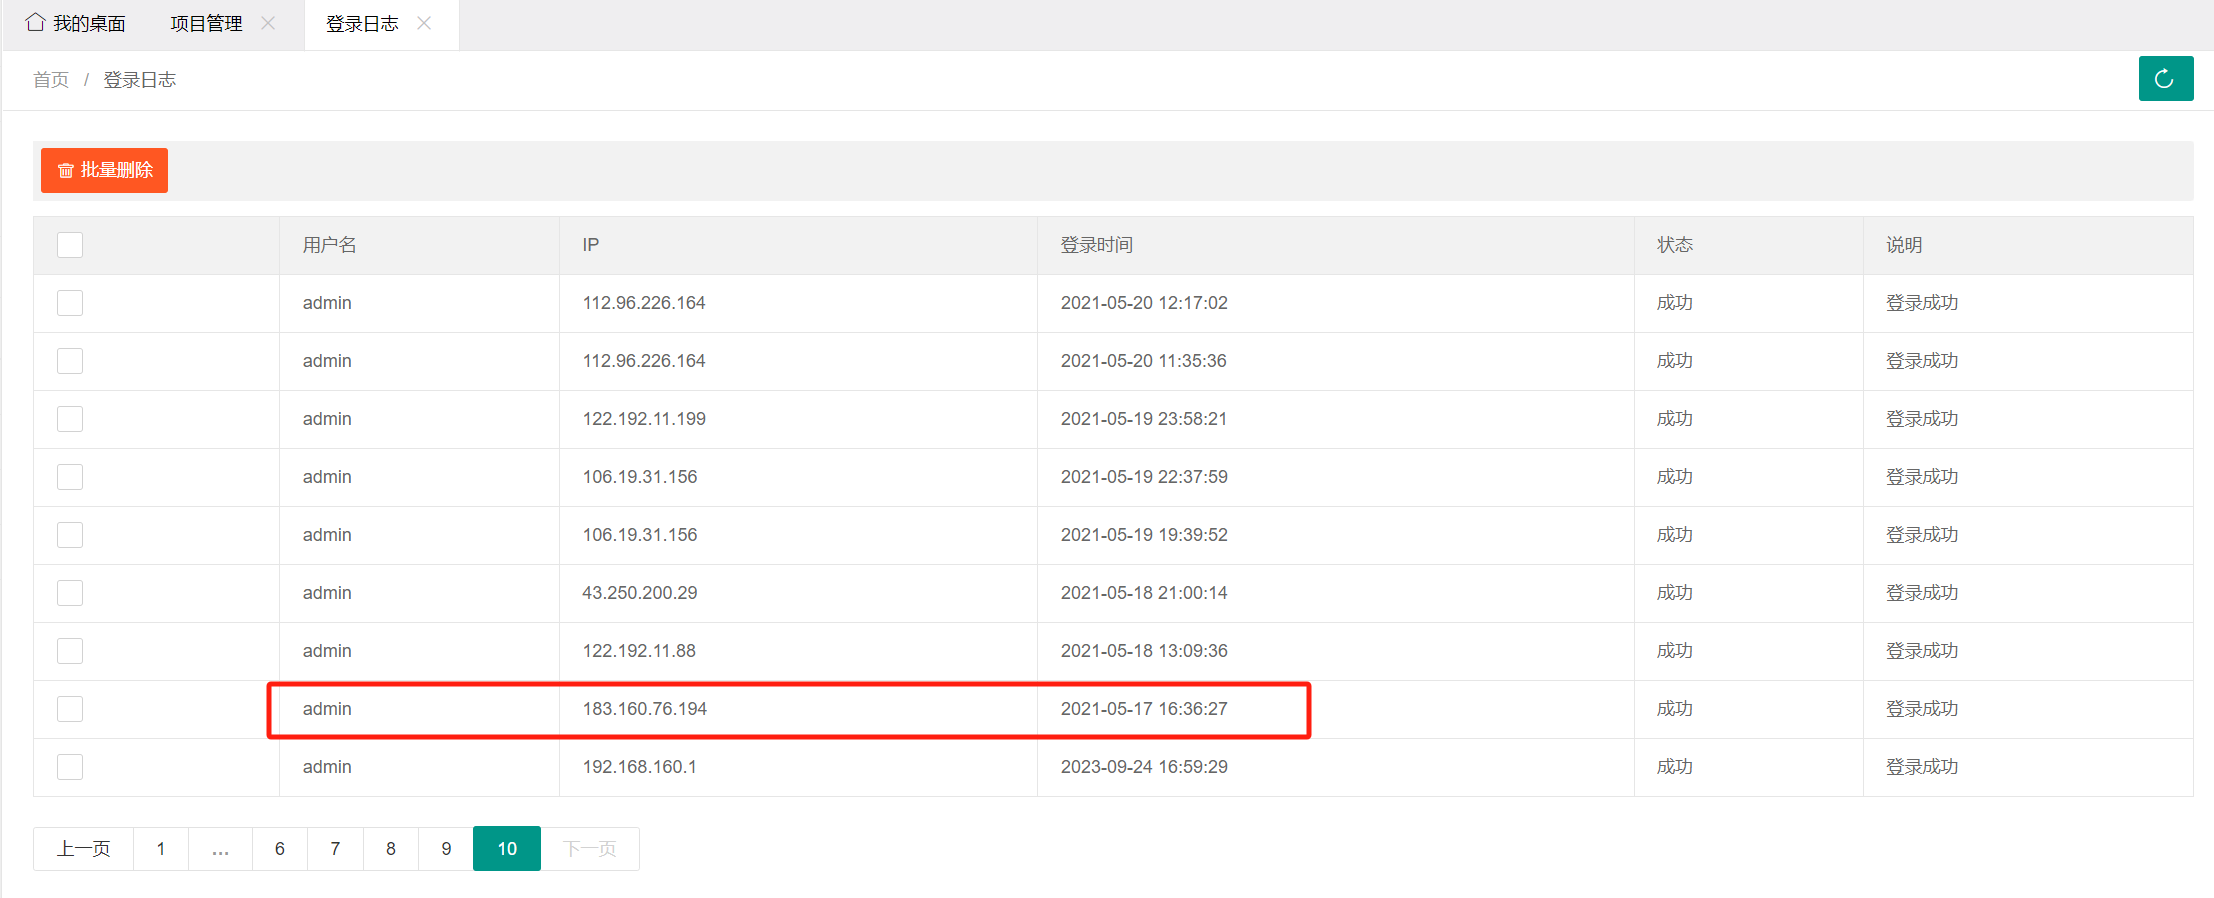 我的桌面 项目管理 登录日志
首页 / 登录日志
批量删除
用户名 IP 登录时间 状态 说明
admin 112.96.226.164 2021-05-20 12:17:02 成功 登录成功
admin 112.96.226.164 2021-05-20 11:35:36 成功 登录成功
admin 122.192.11.199 2021-05-19 23:58:21 成功 登录成功
admin 106.19.31.156 2021-05-19 22:37:59 成功 登录成功
admin 106.19.31.156 2021-05-19 19:39:52 成功 登录成功
admin 43.250.200.29 2021-05-18 21:00:14 成功 登录成功
admin 122.192.11.88 2021-05-18 13:09:36 成功 登录成功
admin 183.160.76.194 2021-05-17 16:36:27 成功 登录成功
admin 192.168.160.1 2023-09-24 16:59:29 成功 登录成功
上一页 1 ... 6 7 8 9 10 下一页